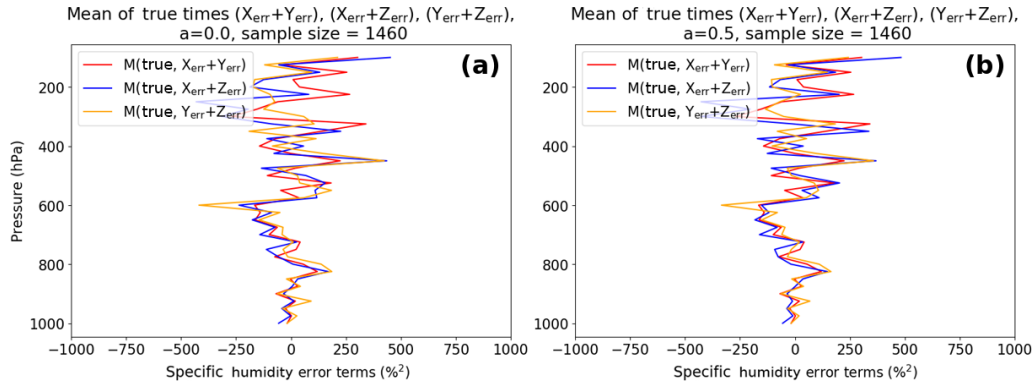 Mean of true times (Xerr+Yerr), (Xerr+Zerr), (Yerr+Zerr),
a=0.0, sample size = 1460
M(true, Xerr+Yerr)
M(true, Xerr+Zerr)
M(true, Yerr+Zerr)
(a)
Pressure (hPa)
200
400
600
800
1000
−1000 −750 −500 −250 0 250 500 750 1000
Specific humidity error terms (%²)
Mean of true times (Xerr+Yerr), (Xerr+Zerr), (Yerr+Zerr),
a=0.5, sample size = 1460
M(true, Xerr+Yerr)
M(true, Xerr+Zerr)
M(true, Yerr+Zerr)
(b)
200
400
600
800
1000
−1000 −750 −500 −250 0 250 500 750 1000
Specific humidity error terms (%²)